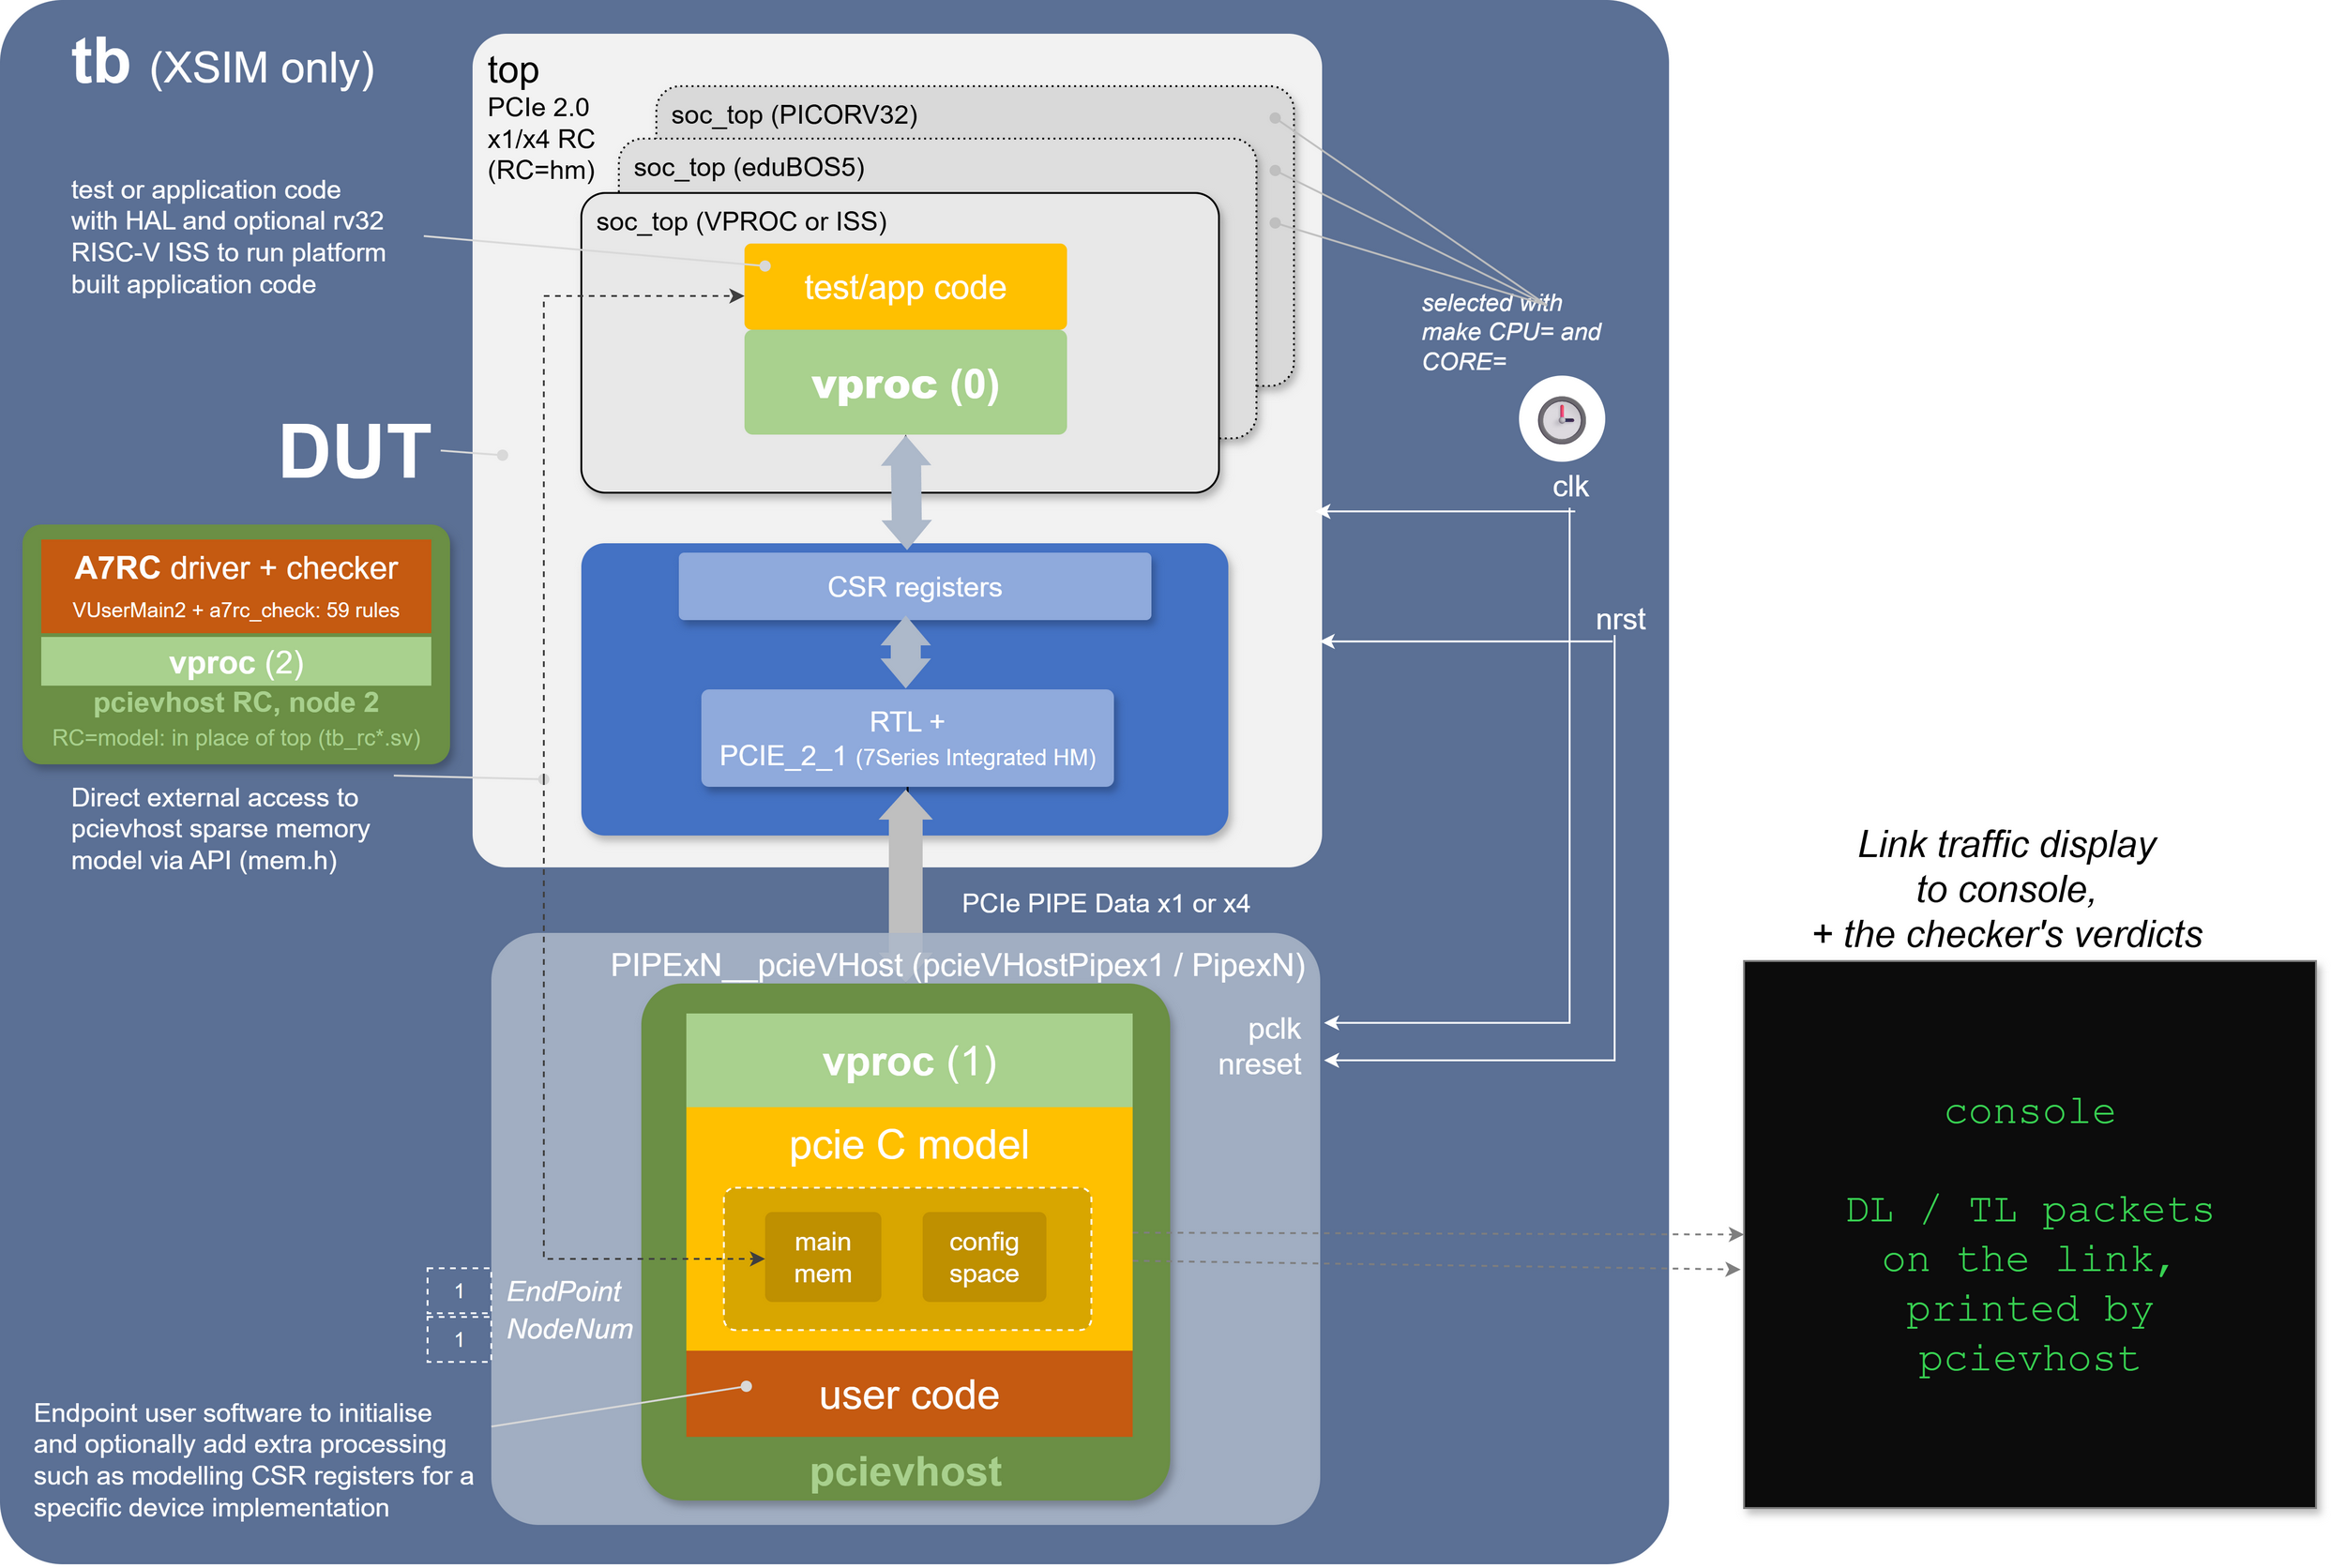 tb (XSIM only)
top
PCIe 2.0
x1/x4 RC
(RC=hm)
soc_top (PICORV32)
soc_top (eduBOS5)
soc_top (VPROC or ISS)
test/app code
vproc (0)
test or application code
with HAL and optional rv32
RISC-V ISS to run platform
built application code
selected with
make CPU= and
CORE=
DUT
clk
nrst
A7RC driver + checker
VUserMain2 + a7rc_check: 59 rules
vproc (2)
pcievhost RC, node 2
RC=model: in place of top (tb_rc*.sv)
CSR registers
RTL +
PCIE_2_1 (7Series Integrated HM)
Direct external access to
pcievhost sparse memory
model via API (mem.h)
PCIe PIPE Data x1 or x4
PIPExN__pcieVHost (pcieVHostPipex1 / PipexN)
pclk
nreset
vproc (1)
pcie C model
main
mem
config
space
1
EndPoint
1
NodeNum
user code
pcievhost
Endpoint user software to initialise
and optionally add extra processing
such as modelling CSR registers for a
specific device implementation
Link traffic display
to console,
+ the checker's verdicts
console
DL / TL packets
on the link,
printed by
pcievhost